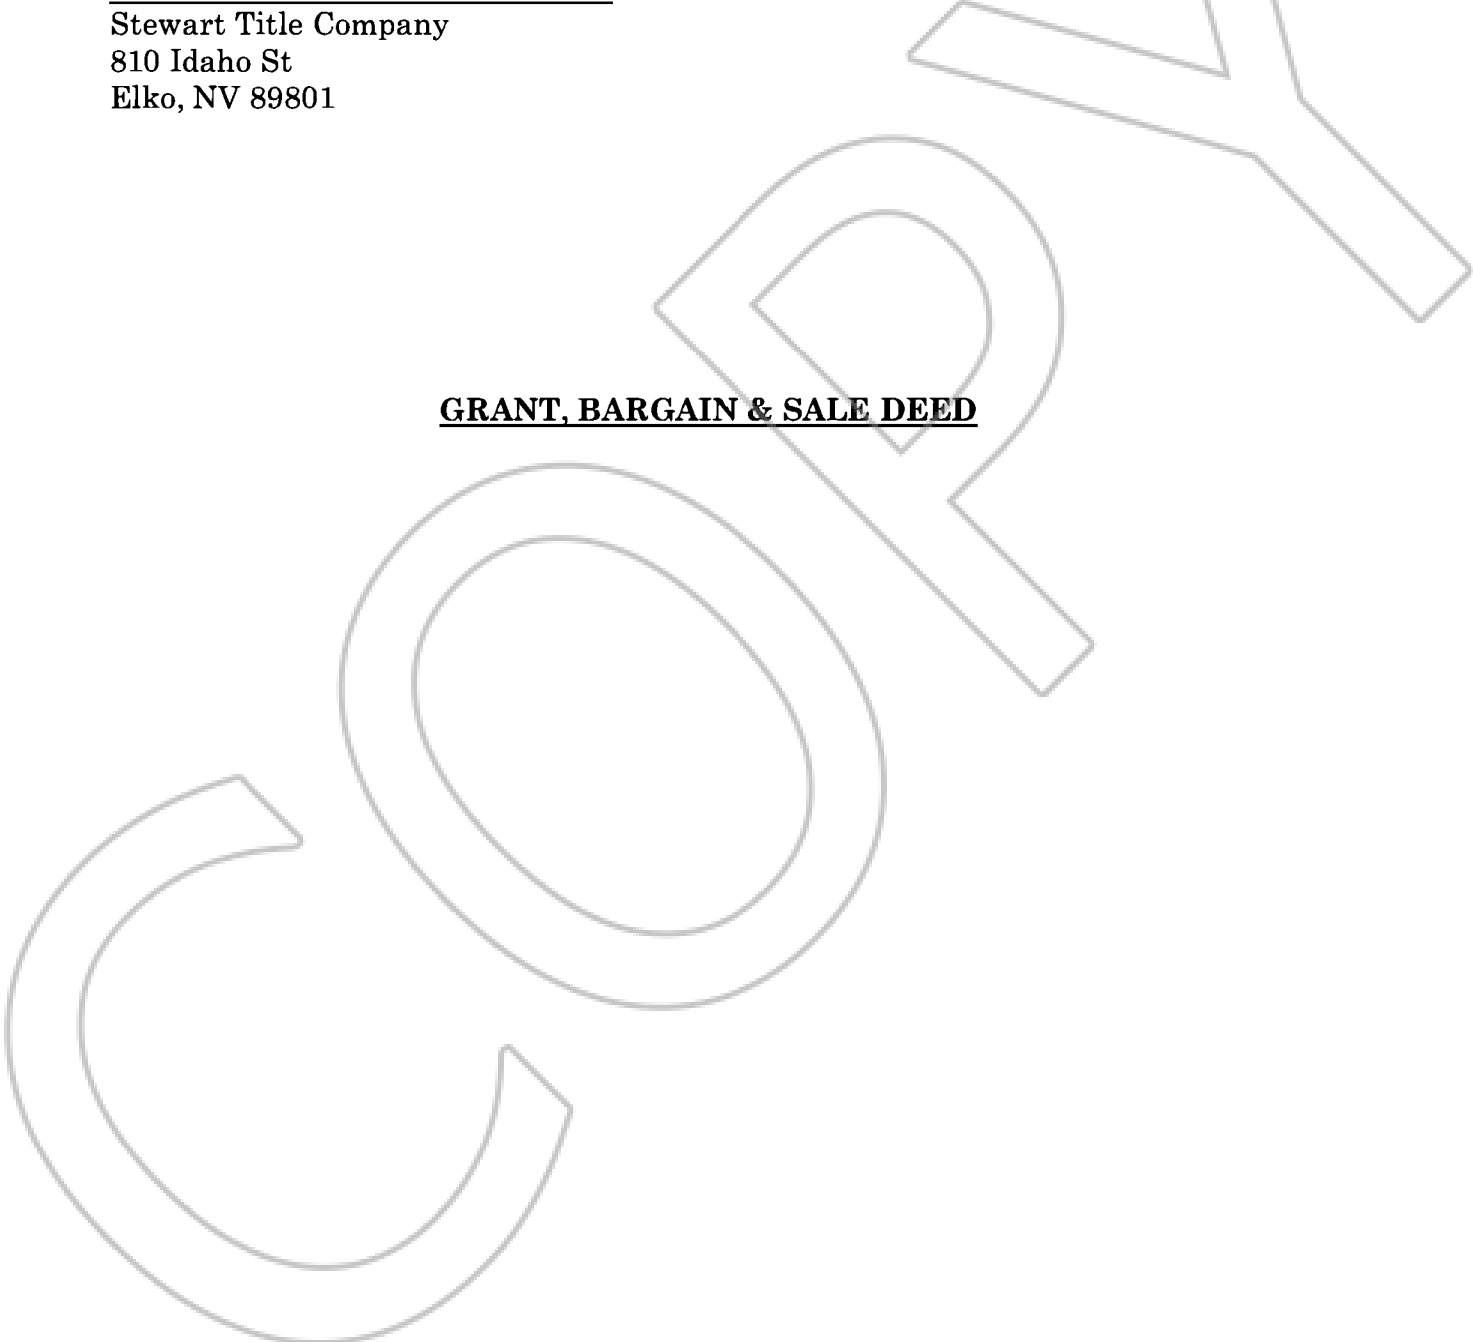 Stewart Title Company
810 Idaho St
Elko, NV 89801
GRANT, BARGAIN & SALE DEED
COPY